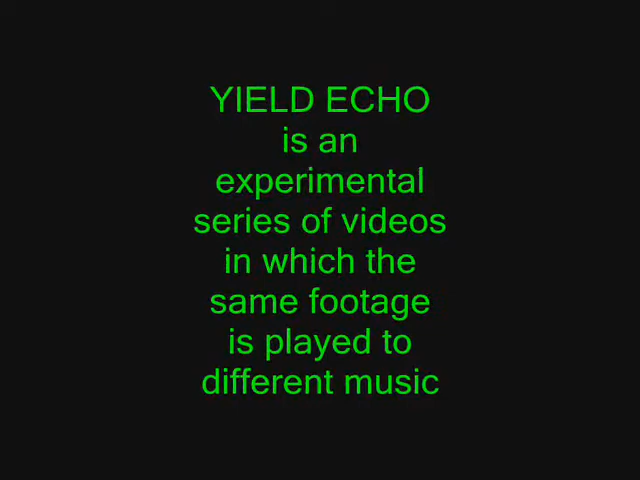 YIELD ECHO
is an
experimental
series of videos
in which the
same footage
is played to
different music